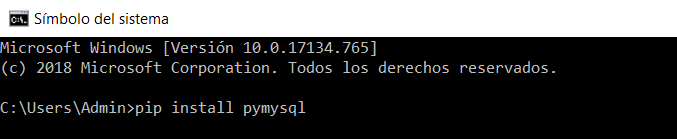 Símbolo del sistema
Microsoft Windows [Versión 10.0.17134.765]
(c) 2018 Microsoft Corporation. Todos los derechos reservados.
C:\Users\Admin>pip install pymysql